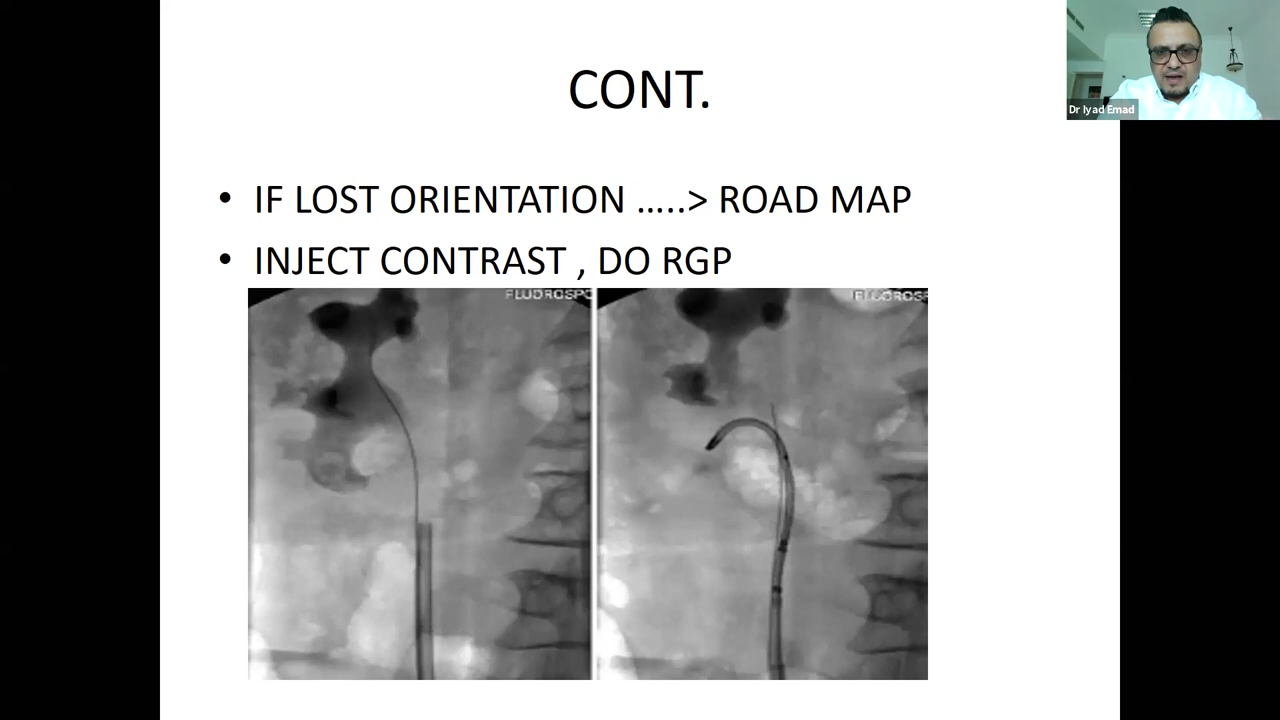 CONT.
Dr Iyad Emad
• IF LOST ORIENTATION …..> ROAD MAP
• INJECT CONTRAST , DO RGP